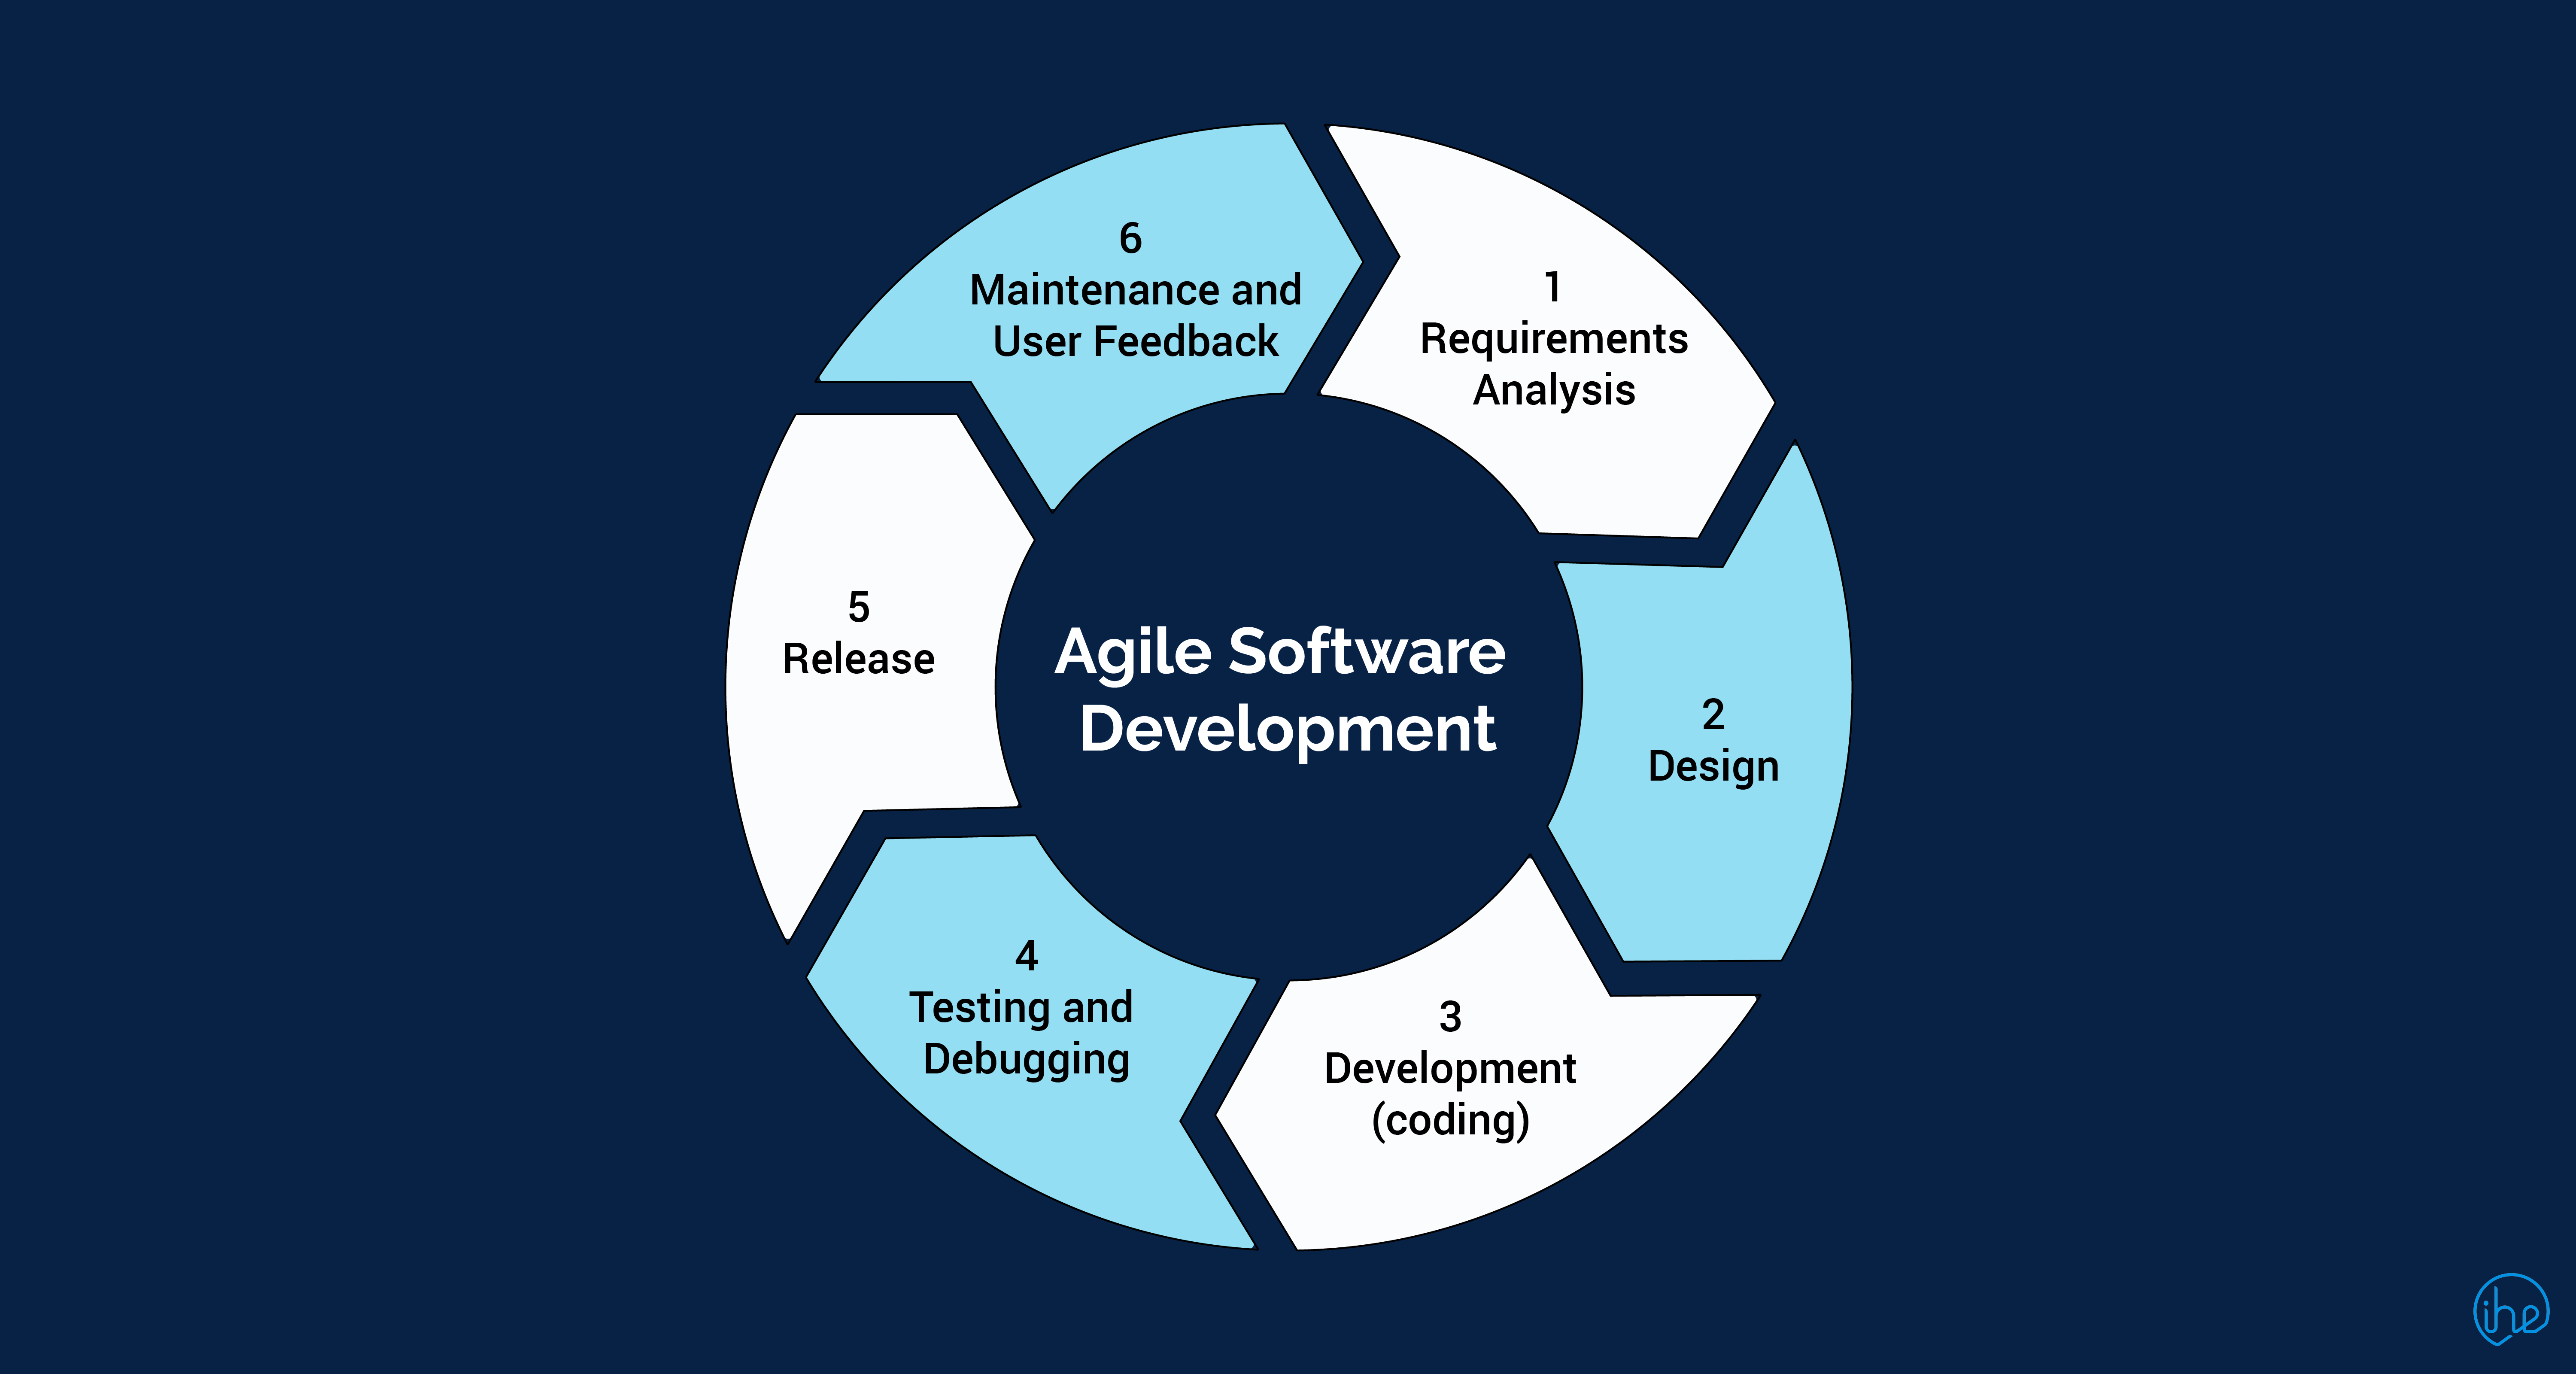 Agile Software
Development
1
Requirements
Analysis
2
Design
3
Development
(coding)
4
Testing and
Debugging
5
Release
6
Maintenance and
User Feedback
ihe